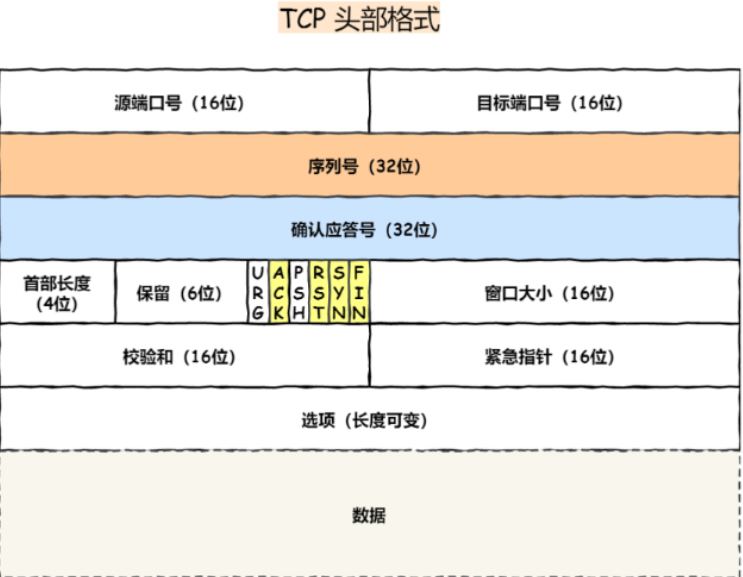 TCP 头部格式
源端口号（16位）
目标端口号（16位）
序列号（32位）
确认应答号（32位）
首部长度
（4位）
保留（6位）
URG
ACK
PSH
RST
SYN
FIN
窗口大小（16位）
校验和（16位）
紧急指针（16位）
选项（长度可变）
数据